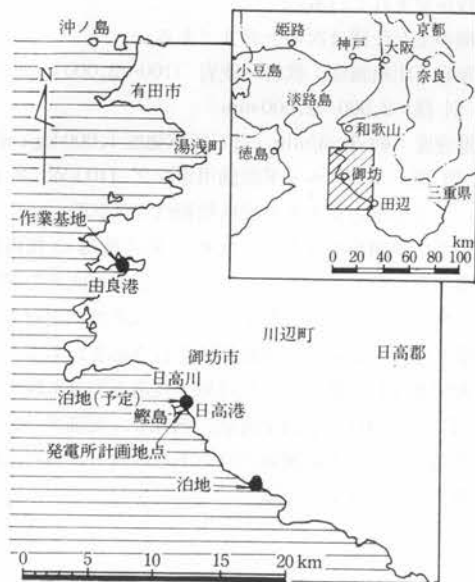 沖ノ島
有田市
N
湯浅町
作業基地
由良港
川辺町
御坊市
日高郡
日高川
泊地(予定)
鰹島
日高港
発電所計画地点
泊地
0 5 10 15 20 km
京都
姫路
神戸
大阪
小豆島
奈良
淡路島
和歌山
徳島
御坊
三重県
田辺
km
0 20 40 60 80 100